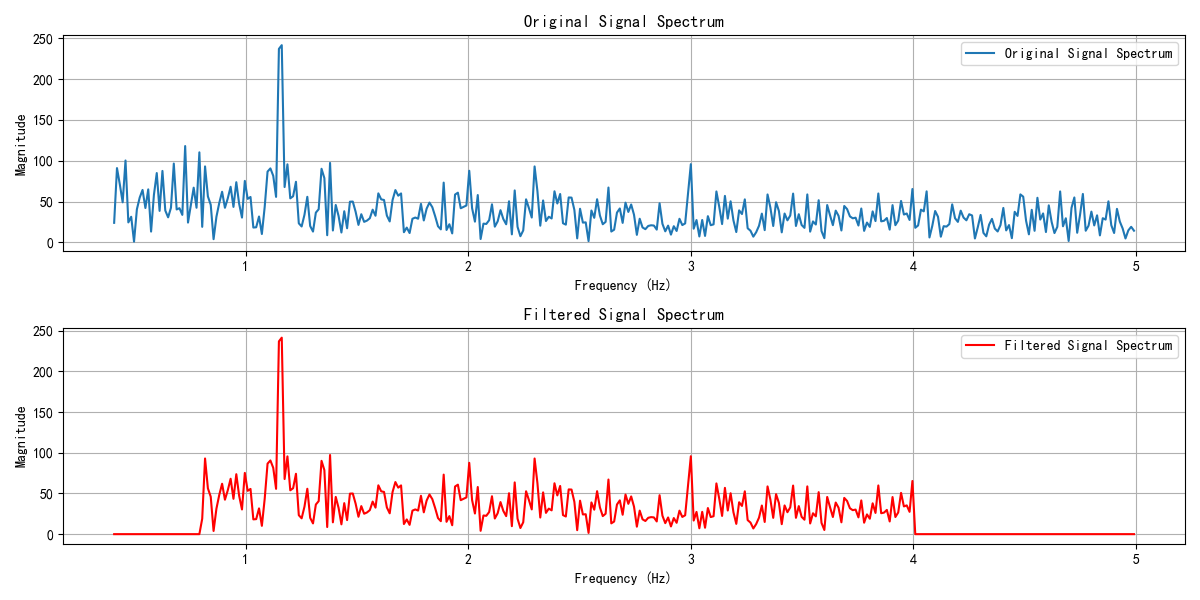 Original Signal Spectrum
250
200
150
100
50
0
Magnitude
Original Signal Spectrum
1
2
3
4
5
Frequency (Hz)
Filtered Signal Spectrum
250
200
150
100
50
0
Magnitude
Filtered Signal Spectrum
1
2
3
4
5
Frequency (Hz)